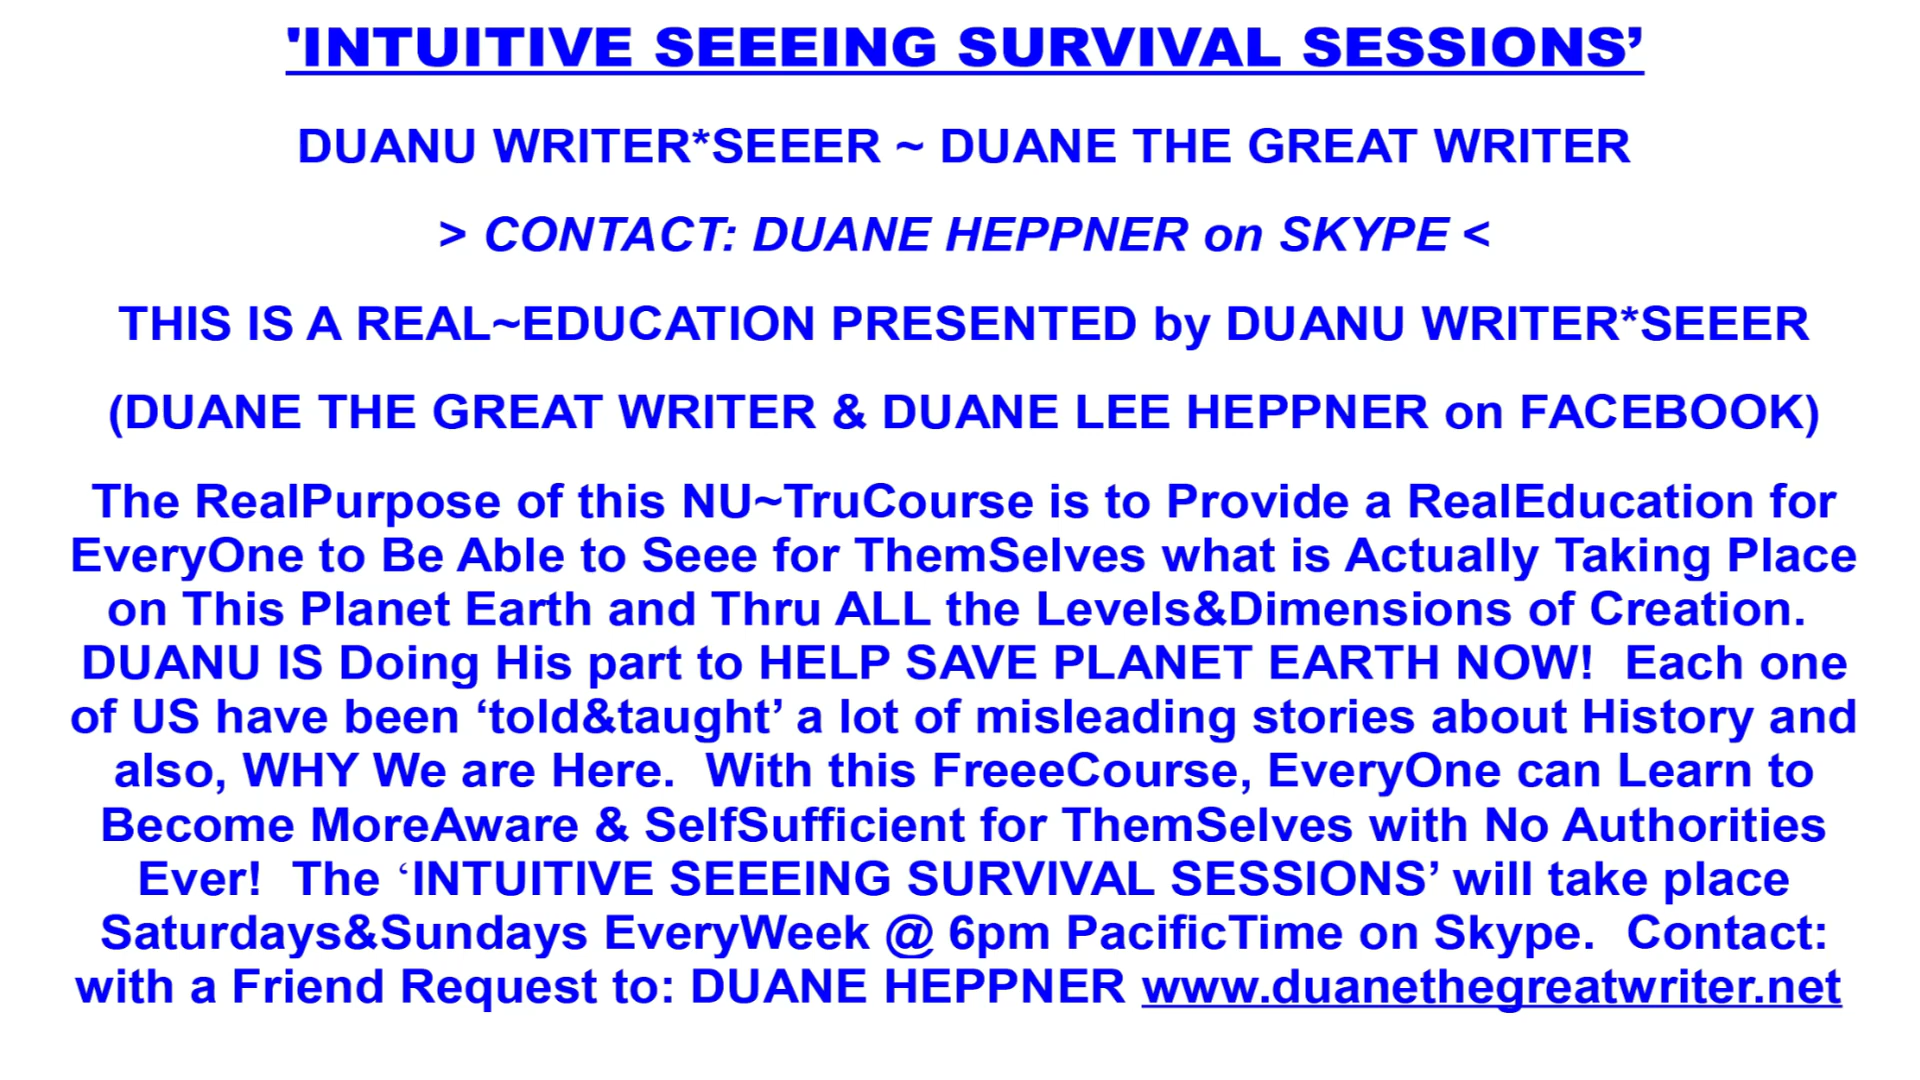 'INTUITIVE SEEEING SURVIVAL SESSIONS’
DUANU WRITER*SEEER ~ DUANE THE GREAT WRITER
> CONTACT: DUANE HEPPNER on SKYPE <
THIS IS A REAL~EDUCATION PRESENTED by DUANU WRITER*SEEER
(DUANE THE GREAT WRITER & DUANE LEE HEPPNER on FACEBOOK)
The RealPurpose of this NU~TruCourse is to Provide a RealEducation for
EveryOne to Be Able to Seee for ThemSelves what is Actually Taking Place
on This Planet Earth and Thru ALL the Levels&Dimensions of Creation.
DUANU IS Doing His part to HELP SAVE PLANET EARTH NOW!  Each one
of US have been ‘told&taught’ a lot of misleading stories about History and
also, WHY We are Here.  With this FreeeCourse, EveryOne can Learn to
Become MoreAware & SelfSufficient for ThemSelves with No Authorities
Ever!  The ‘INTUITIVE SEEEING SURVIVAL SESSIONS’ will take place
Saturdays&Sundays EveryWeek @ 6pm PacificTime on Skype.  Contact:
with a Friend Request to: DUANE HEPPNER www.duanethegreatwriter.net